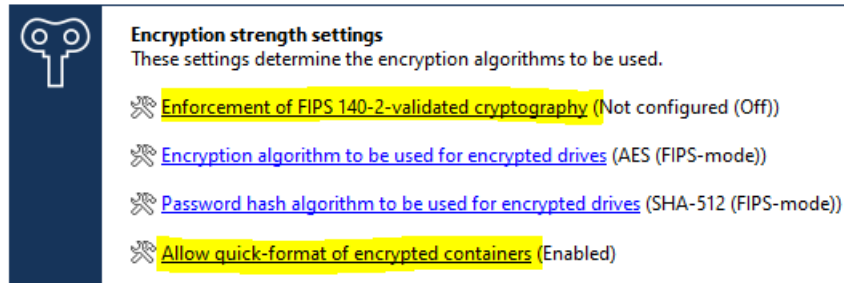 Encryption strength settings
These settings determine the encryption algorithms to be used.
Enforcement of FIPS 140-2-validated cryptography (Not configured (Off))
Encryption algorithm to be used for encrypted drives (AES (FIPS-mode))
Password hash algorithm to be used for encrypted drives (SHA-512 (FIPS-mode))
Allow quick-format of encrypted containers (Enabled)